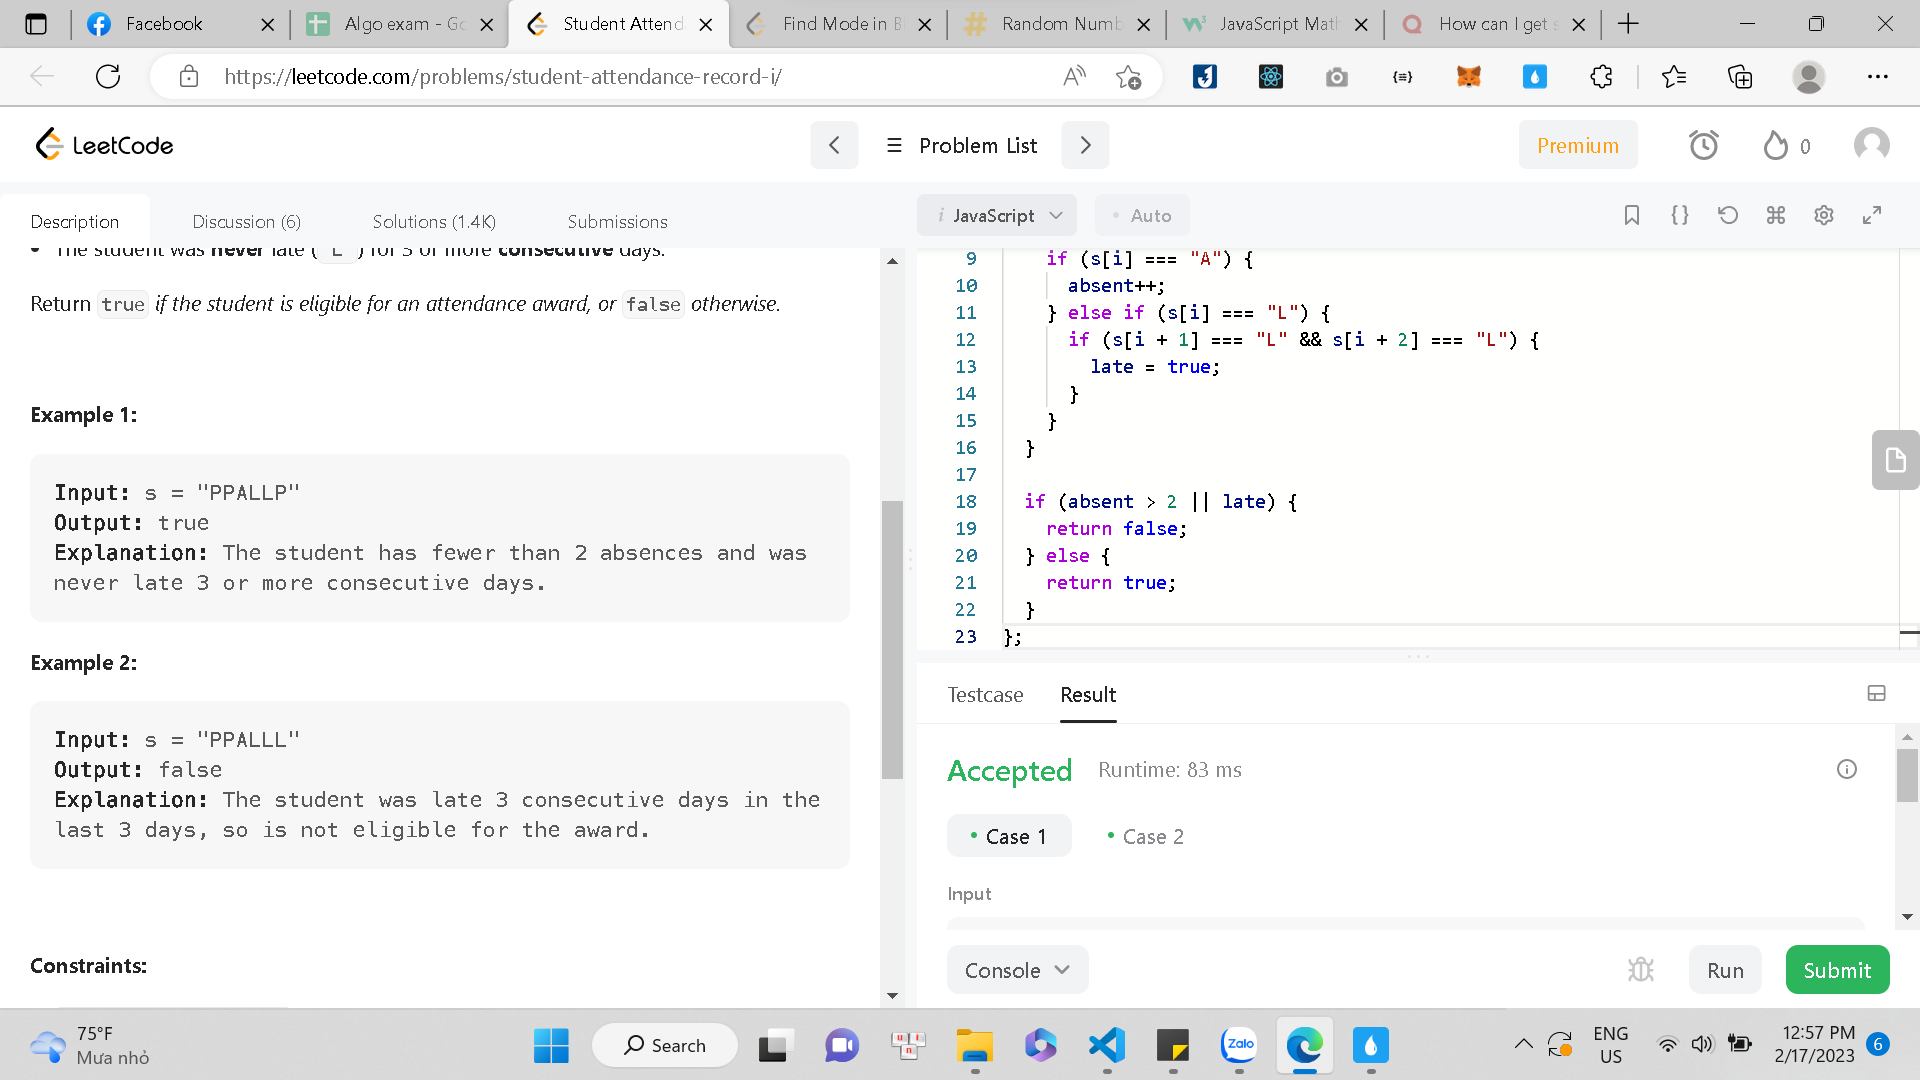 Facebook
Algo exam - Go
Student Attend
Find Mode in B
Random Numb
JavaScript Math
How can I get s
https://leetcode.com/problems/student-attendance-record-i/
LeetCode
Problem List
Premium
0
Description
Discussion (6)
Solutions (1.4K)
Submissions
JavaScript
Auto
• The student was never late ('L') for 3 or more consecutive days.
Return true if the student is eligible for an attendance award, or false otherwise.
Example 1:
Input: s = "PPALLP"
Output: true
Explanation: The student has fewer than 2 absences and was
never late 3 or more consecutive days.
Example 2:
Input: s = "PPALLL"
Output: false
Explanation: The student was late 3 consecutive days in the
last 3 days, so is not eligible for the award.
Constraints:
9 if (s[i] === "A") {
10 absent++;
11 } else if (s[i] === "L") {
12 if (s[i + 1] === "L" && s[i + 2] === "L") {
13 late = true;
14 }
15 }
16 }
17
18 if (absent > 2 || late) {
19 return false;
20 } else {
21 return true;
22 }
23 };
Testcase
Result
Accepted
Runtime: 83 ms
• Case 1
• Case 2
Input
Console
Run
Submit
75°F
Mưa nhỏ
Search
Zalo
ENG
US
12:57 PM
2/17/2023
6